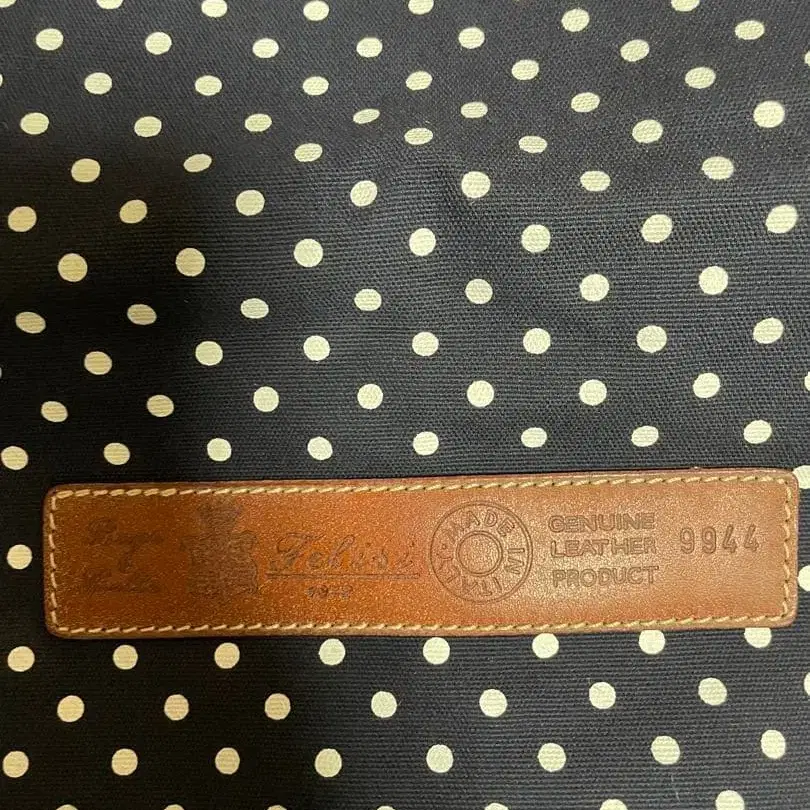 Felisi
MADE IN ITALY
GENUINE
LEATHER
PRODUCT
9944